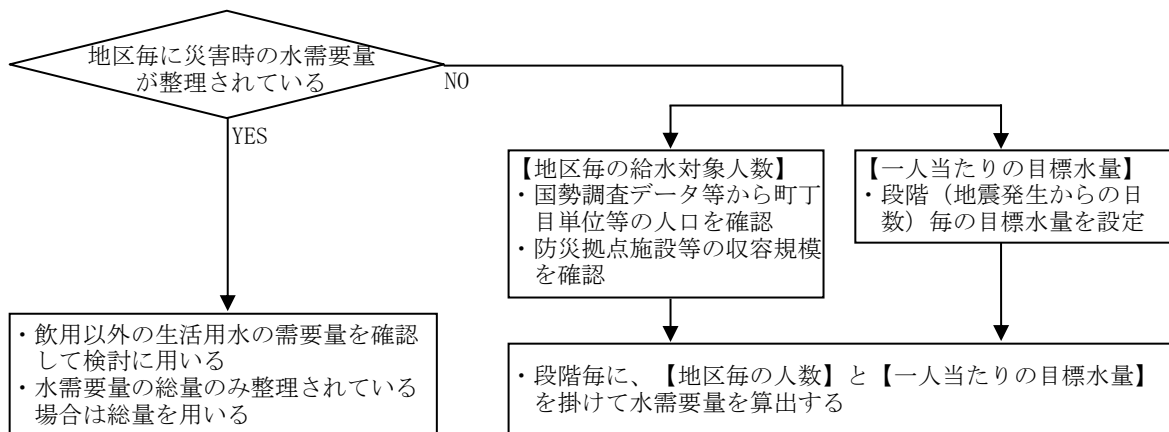 地区毎に災害時の水需要量
が整理されている
NO
YES
【地区毎の給水対象人数】
・国勢調査データ等から町丁
目単位等の人口を確認
・防災拠点施設等の収容規模
を確認
【一人当たりの目標水量】
・段階（地震発生からの日
数）毎の目標水量を設定
・飲用以外の生活用水の需要量を確認
して検討に用いる
・水需要量の総量のみ整理されている
場合は総量を用いる
・段階毎に、【地区毎の人数】と【一人当たりの目標水量】
を掛けて水需要量を算出する